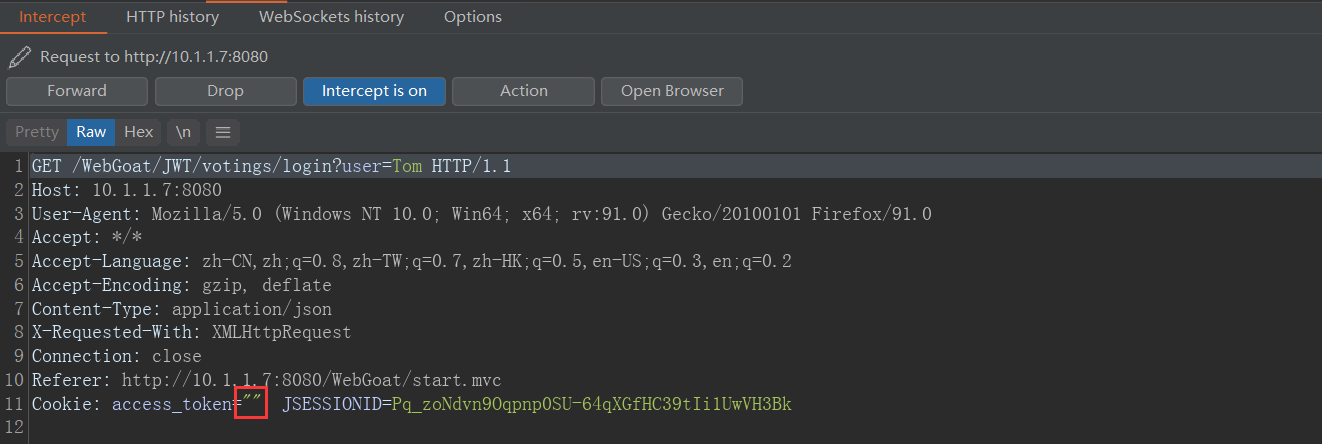 Intercept HTTP history WebSockets history Options
Request to http://10.1.1.7:8080
Forward Drop Intercept is on Action Open Browser
Pretty Raw Hex \n
1 GET /WebGoat/JWT/votings/login?user=Tom HTTP/1.1
2 Host: 10.1.1.7:8080
3 User-Agent: Mozilla/5.0 (Windows NT 10.0; Win64; x64; rv:91.0) Gecko/20100101 Firefox/91.0
4 Accept: */*
5 Accept-Language: zh-CN,zh;q=0.8,zh-TW;q=0.7,zh-HK;q=0.5,en-US;q=0.3,en;q=0.2
6 Accept-Encoding: gzip, deflate
7 Content-Type: application/json
8 X-Requested-With: XMLHttpRequest
9 Connection: close
10 Referer: http://10.1.1.7:8080/WebGoat/start.mvc
11 Cookie: access_token="" JSESSIONID=Pq_zoNdvn9Oqpnp0SU-64qXGfHC39tIi1UwVH3Bk
12